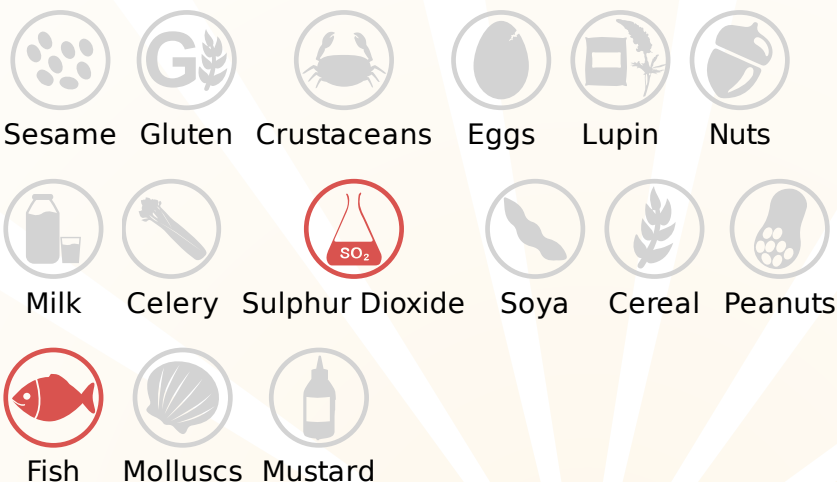 G
Sesame Gluten Crustaceans Eggs Lupin Nuts
SO₂
Milk Celery Sulphur Dioxide Soya Cereal Peanuts
Fish Molluscs Mustard